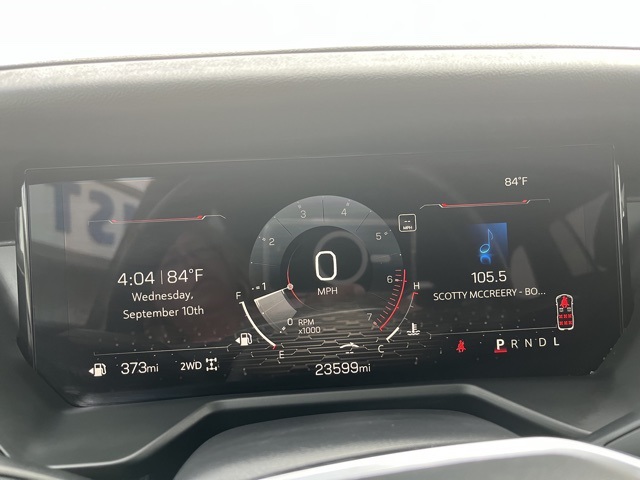 84°F
4:04 | 84°F
Wednesday,
September 10th
1
2
3
4
5
6
7
0
MPH
--
MPH
0 RPM
x1000
F
E
H
C
105.5
SCOTTY MCCREERY - BO...
373mi
2WD
23599mi
P R N D L